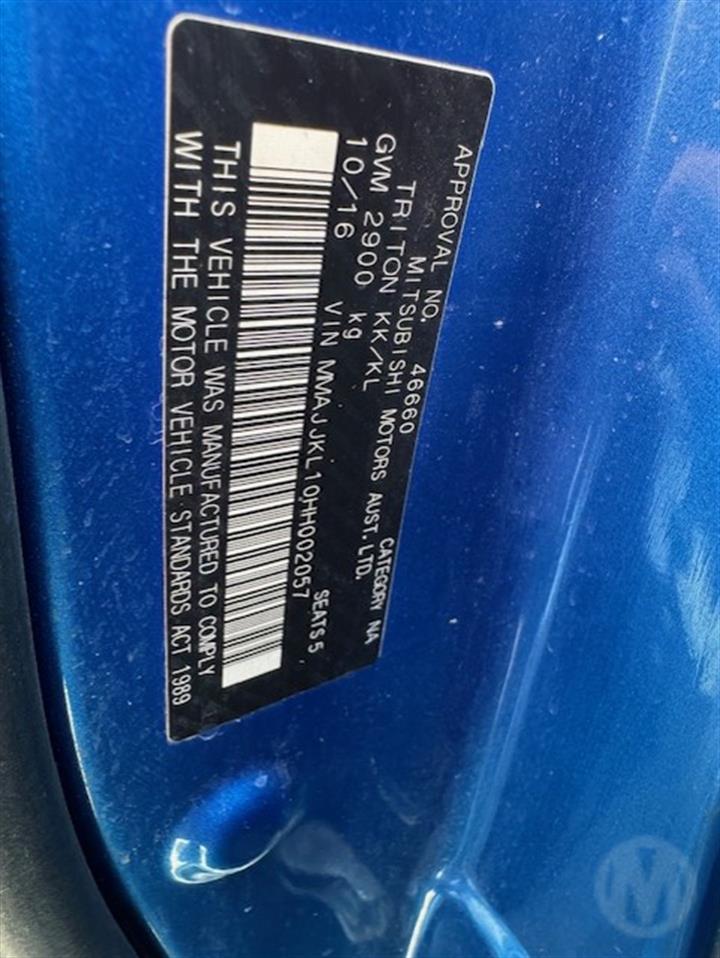 APPROVAL NO. 46660 CATEGORY NA
MITSUBISHI MOTORS AUST. LTD.
TRITON KK/KL
GVM 2900 kg SEATS 5
10/16 VIN MMAJJKL10HH002057
THIS VEHICLE WAS MANUFACTURED TO COMPLY
WITH THE MOTOR VEHICLE STANDARDS ACT 1989
M